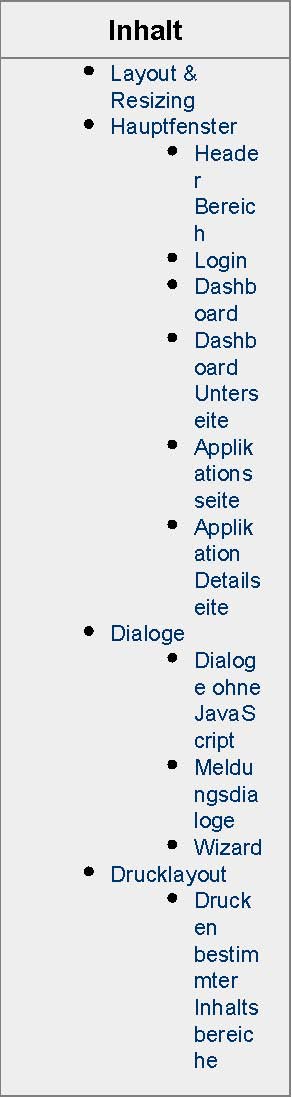 Inhalt
Layout &
Resizing
Hauptfenster
Heade
r
Bereic
h
Login
Dashb
oard
Dashb
oard
Unters
eite
Applik
ations
seite
Applik
ation
Details
eite
Dialoge
Dialog
e ohne
JavaS
cript
Meldu
ngsdia
loge
Wizard
Drucklayout
Druck
en
bestim
mter
Inhalts
bereic
he